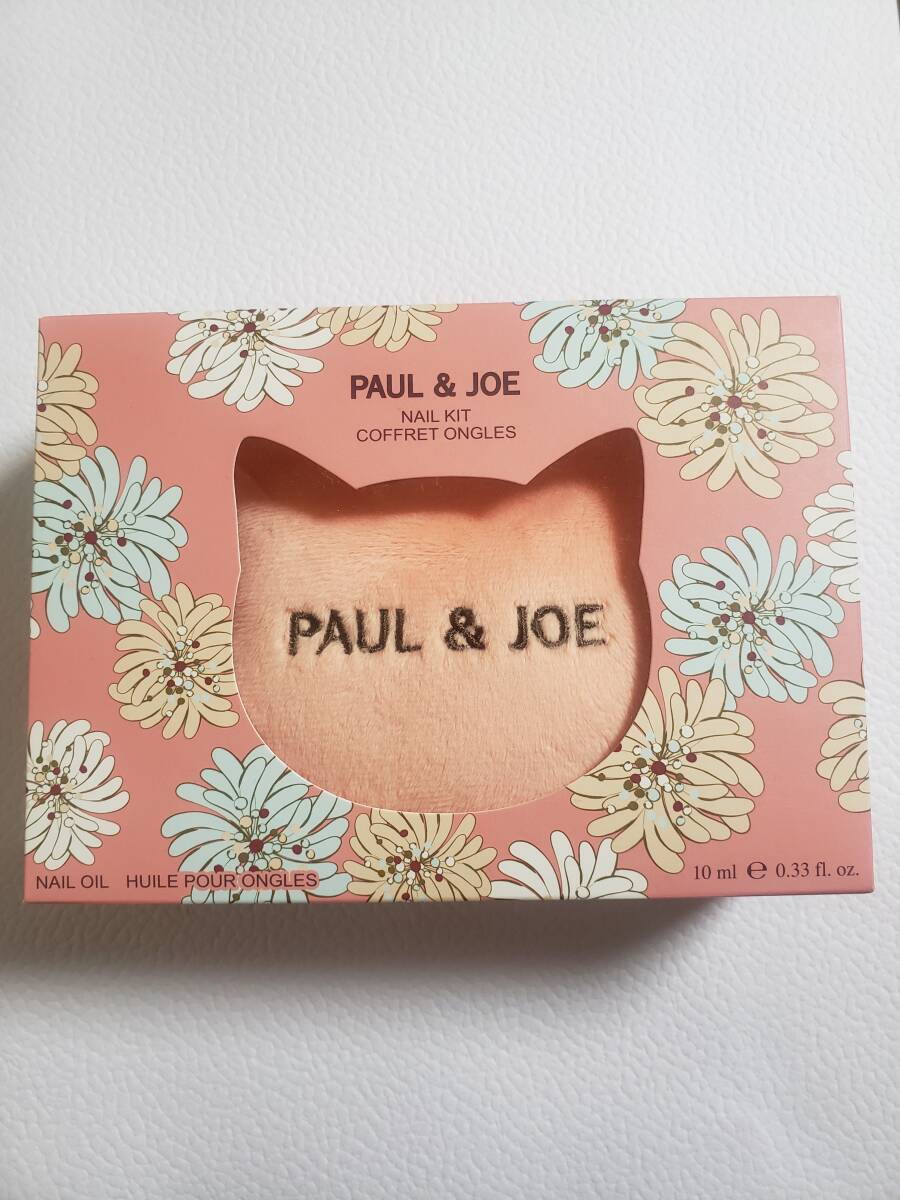 PAUL & JOE
NAIL KIT
COFFRET ONGLES
PAUL & JOE
NAIL OIL HUILE POUR ONGLES
10 ml ℮ 0.33 fl. oz.